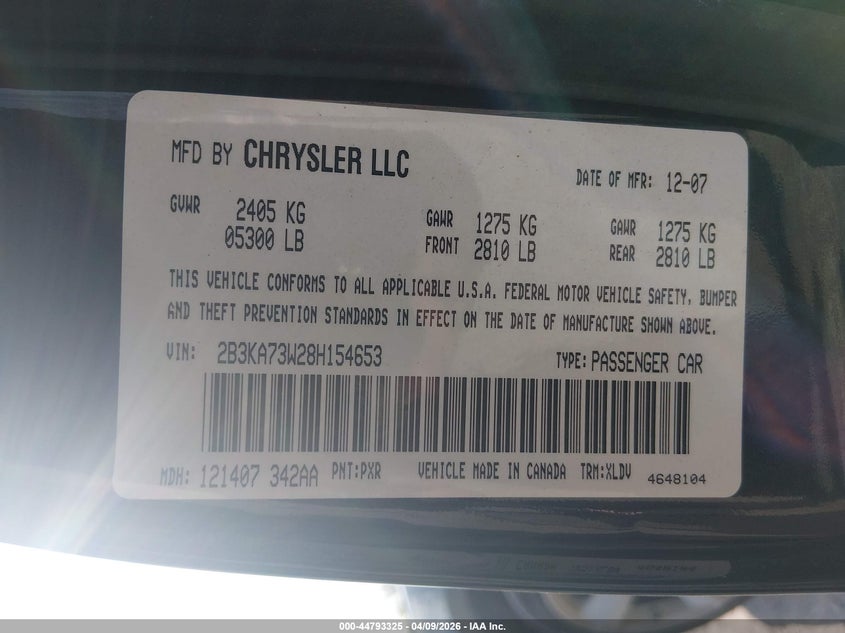 MFD BY CHRYSLER LLC
DATE OF MFR: 12-07
GVWR 2405 KG
05300 LB
GAWR 1275 KG
FRONT 2810 LB
GAWR 1275 KG
REAR 2810 LB
THIS VEHICLE CONFORMS TO ALL APPLICABLE U.S.A. FEDERAL MOTOR VEHICLE SAFETY, BUMPER
AND THEFT PREVENTION STANDARDS IN EFFECT ON THE DATE OF MANUFACTURE SHOWN ABOVE.
VIN: 2B3KA73W28H154653 TYPE: PASSENGER CAR
MDH: 121407 342AA PNT:PXR VEHICLE MADE IN CANADA TRM:XLDV 4648104
000-44793325 - 04/09/2026 - IAA Inc.